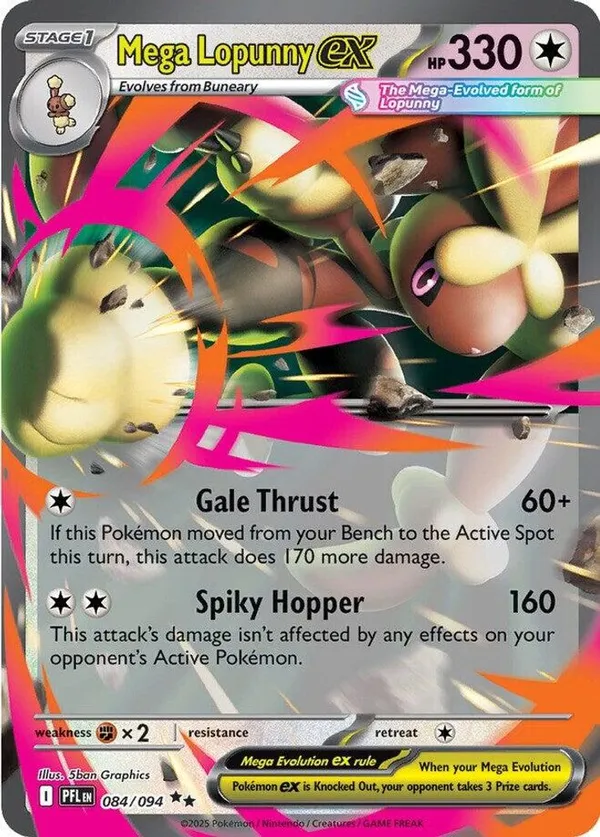 STAGE 1
Mega Lopunny ex HP 330
Evolves from Buneary
The Mega-Evolved form of
Lopunny
Gale Thrust 60+
If this Pokémon moved from your Bench to the Active Spot
this turn, this attack does 170 more damage.
Spiky Hopper 160
This attack's damage isn't affected by any effects on your
opponent's Active Pokémon.
weakness ×2 resistance retreat
Mega Evolution ex rule When your Mega Evolution
Pokémon ex is Knocked Out, your opponent takes 3 Prize cards.
Illus. 5ban Graphics
I PFL EN 084/094 ★★
©2025 Pokémon / Nintendo / Creatures / GAME FREAK